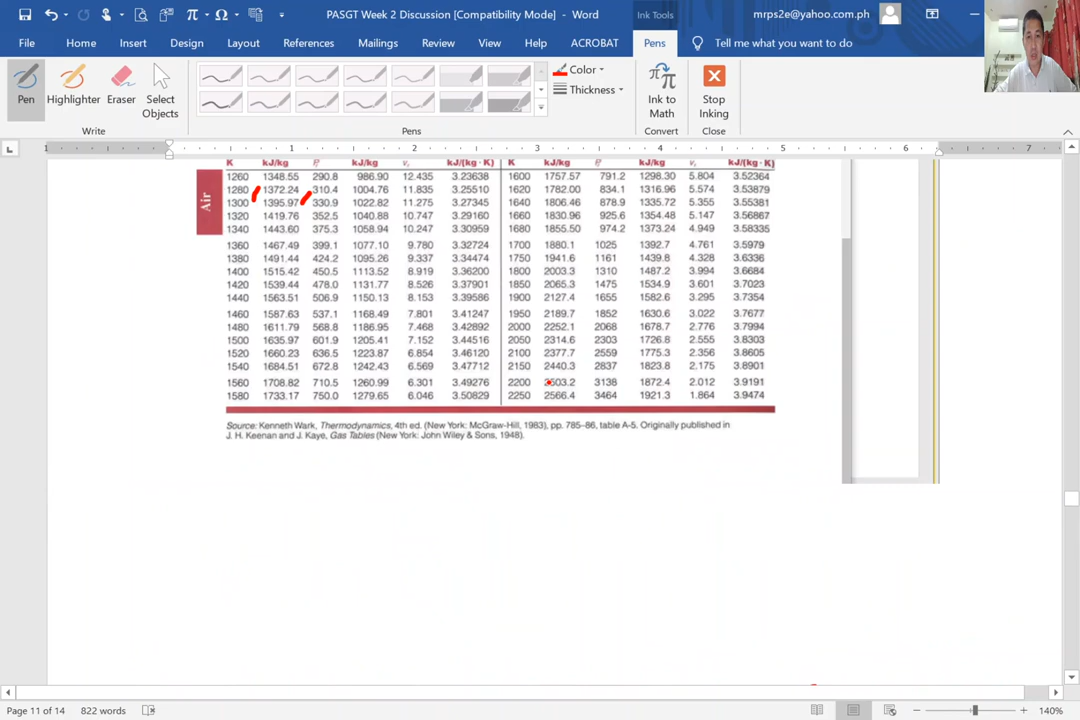 PASGT Week 2 Discussion [Compatibility Mode] - Word
Ink Tools
mrps2e@yahoo.com.ph
File Home Insert Design Layout References Mailings Review View Help ACROBAT Pens Tell me what you want to do
Pen
Highlighter
Eraser
Select Objects
Color
Thickness
Ink to Math
Stop Inking
Write
Pens
Convert
Close
1 1 2 3 4 5 6 7
Air
K kJ/kg kJ/kg kJ/(kg · K) K kJ/kg kJ/kg kJ/(kg · K)
1260 1348.55 290.8 986.90 12.435 3.23638 1600 1757.57 791.2 1298.30 5.804 3.52364
1280 1372.24 310.4 1004.76 11.835 3.25510 1620 1782.00 834.1 1316.96 5.574 3.53879
1300 1395.97 330.9 1022.82 11.275 3.27345 1640 1806.46 878.9 1335.72 5.355 3.55381
1320 1419.76 352.5 1040.88 10.747 3.29160 1660 1830.96 925.6 1354.48 5.147 3.56867
1340 1443.60 375.3 1058.94 10.247 3.30959 1680 1855.50 974.2 1373.24 4.949 3.58335
1360 1467.49 399.1 1077.10 9.780 3.32724 1700 1880.1 1025 1392.7 4.761 3.5979
1380 1491.44 424.2 1095.26 9.337 3.34474 1750 1941.6 1161 1439.8 4.328 3.6336
1400 1515.42 450.5 1113.52 8.919 3.36200 1800 2003.3 1310 1487.2 3.994 3.6684
1420 1539.44 478.0 1131.77 8.526 3.37901 1850 2065.3 1475 1534.9 3.601 3.7023
1440 1563.51 506.9 1150.13 8.153 3.39586 1900 2127.4 1655 1582.6 3.295 3.7354
1460 1587.63 537.1 1168.49 7.801 3.41247 1950 2189.7 1852 1630.6 3.022 3.7677
1480 1611.79 568.8 1186.95 7.468 3.42892 2000 2252.1 2068 1678.7 2.776 3.7994
1500 1635.97 601.9 1205.41 7.152 3.44516 2050 2314.6 2303 1726.8 2.555 3.8303
1520 1660.23 636.5 1223.87 6.854 3.46120 2100 2377.7 2559 1775.3 2.356 3.8605
1540 1684.51 672.8 1242.43 6.569 3.47712 2150 2440.3 2837 1823.8 2.175 3.8901
1560 1708.82 710.5 1260.99 6.301 3.49276 2200 2503.2 3138 1872.4 2.012 3.9191
1580 1733.17 750.0 1279.65 6.046 3.50829 2250 2566.4 3464 1921.3 1.864 3.9474
Source: Kenneth Wark, Thermodynamics, 4th ed. (New York: McGraw-Hill, 1983), pp. 785–86, table A-5. Originally published in
J. H. Keenan and J. Kaye, Gas Tables (New York: John Wiley & Sons, 1948).
Page 11 of 14 822 words 140%